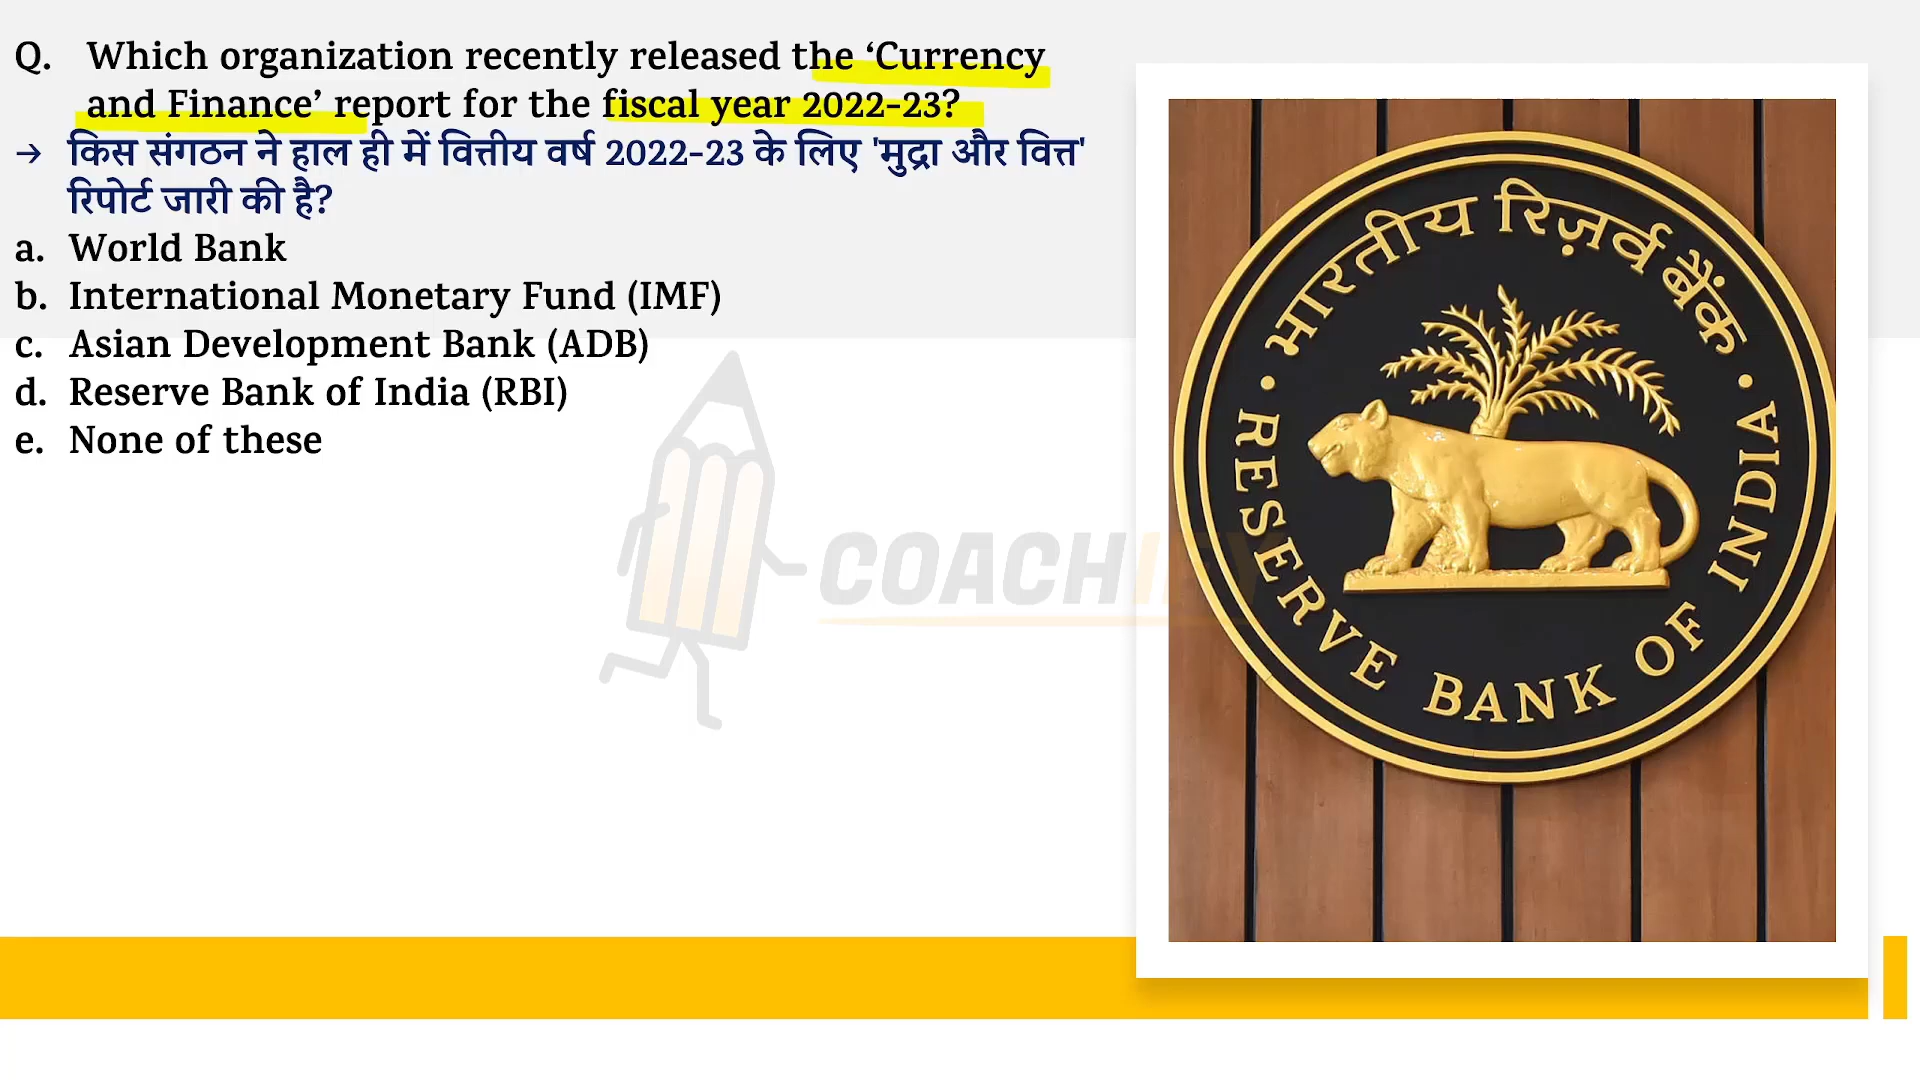 Q. Which organization recently released the ‘Currency
and Finance’ report for the fiscal year 2022-23?
→ किस संगठन ने हाल ही में वित्तीय वर्ष 2022-23 के लिए 'मुद्रा और वित्त'
रिपोर्ट जारी की है?
a. World Bank
b. International Monetary Fund (IMF)
c. Asian Development Bank (ADB)
d. Reserve Bank of India (RBI)
e. None of these
COACHIFY
भारतीय रिज़र्व बैंक
RESERVE BANK OF INDIA